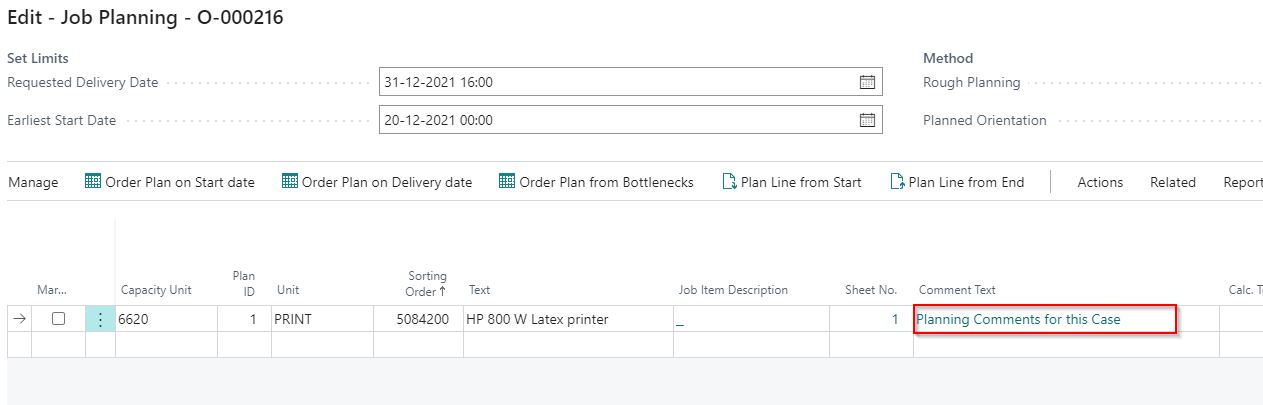 Edit - Job Planning - O-000216
Set Limits
Method
Requested Delivery Date
31-12-2021 16:00
Rough Planning
Earliest Start Date
20-12-2021 00:00
Planned Orientation
Manage Order Plan on Start date Order Plan on Delivery date Order Plan from Bottlenecks Plan Line from Start Plan Line from End Actions Related Report
Mar... Capacity Unit Plan ID Unit Sorting Order ↑ Text Job Item Description Sheet No. Comment Text Calc. T
6620 1 PRINT 5084200 HP 800 W Latex printer _ 1 Planning Comments for this Case